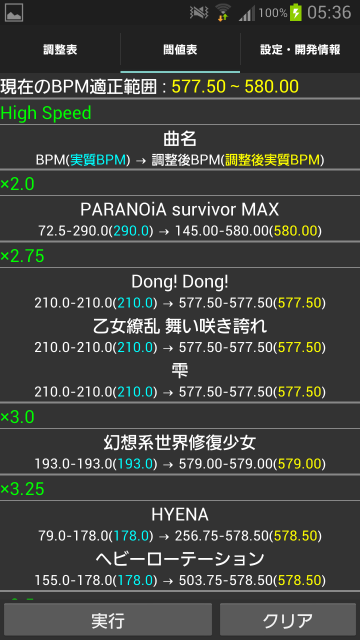 100% 05:36
調整表 閾値表 設定・開発情報
現在のBPM適正範囲 : 577.50 ~ 580.00
High Speed
曲名
BPM(実質BPM) → 調整後BPM(調整後実質BPM)
×2.0
PARANOiA survivor MAX
72.5-290.0(290.0) → 145.00-580.00(580.00)
×2.75
Dong! Dong!
210.0-210.0(210.0) → 577.50-577.50(577.50)
乙女繚乱 舞い咲き誇れ
210.0-210.0(210.0) → 577.50-577.50(577.50)
雫
210.0-210.0(210.0) → 577.50-577.50(577.50)
×3.0
幻想系世界修復少女
193.0-193.0(193.0) → 579.00-579.00(579.00)
×3.25
HYENA
79.0-178.0(178.0) → 256.75-578.50(578.50)
ヘビーローテーション
155.0-178.0(178.0) → 503.75-578.50(578.50)
実行 クリア